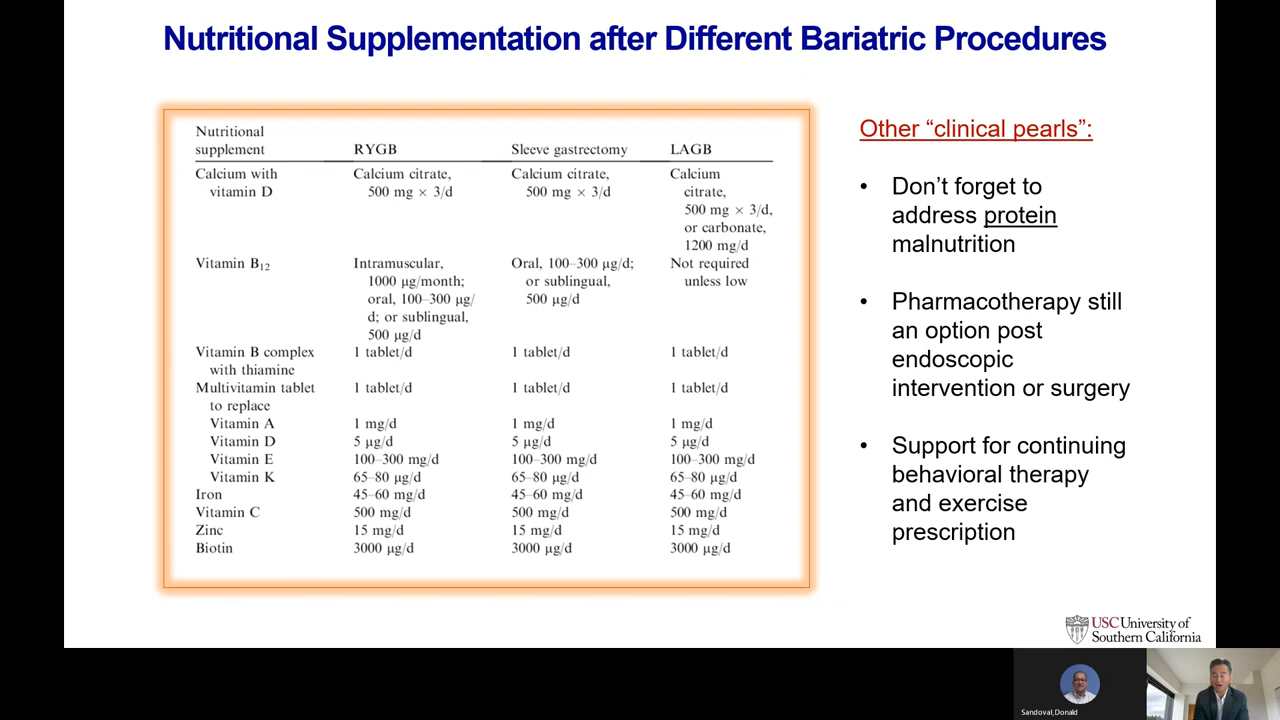 Nutritional Supplementation after Different Bariatric Procedures
Nutritional
supplement RYGB Sleeve gastrectomy LAGB
Calcium with Calcium citrate, Calcium citrate, Calcium
vitamin D 500 mg × 3/d 500 mg × 3/d citrate,
500 mg × 3/d,
or carbonate,
1200 mg/d
Vitamin B12 Intramuscular, Oral, 100–300 µg/d; Not required
1000 µg/month; or sublingual, unless low
oral, 100–300 µg/ 500 µg/d
d; or sublingual,
500 µg/d
Vitamin B complex 1 tablet/d 1 tablet/d 1 tablet/d
with thiamine
Multivitamin tablet 1 tablet/d 1 tablet/d 1 tablet/d
to replace
Vitamin A 1 mg/d 1 mg/d 1 mg/d
Vitamin D 5 µg/d 5 µg/d 5 µg/d
Vitamin E 100–300 mg/d 100–300 mg/d 100–300 mg/d
Vitamin K 65–80 µg/d 65–80 µg/d 65–80 µg/d
Iron 45–60 mg/d 45–60 mg/d 45–60 mg/d
Vitamin C 500 mg/d 500 mg/d 500 mg/d
Zinc 15 mg/d 15 mg/d 15 mg/d
Biotin 3000 µg/d 3000 µg/d 3000 µg/d
Other “clinical pearls”:
• Don’t forget to
address protein
malnutrition
• Pharmacotherapy still
an option post
endoscopic
intervention or surgery
• Support for continuing
behavioral therapy
and exercise
prescription
USC University of
Southern California
Sandoval,Donald